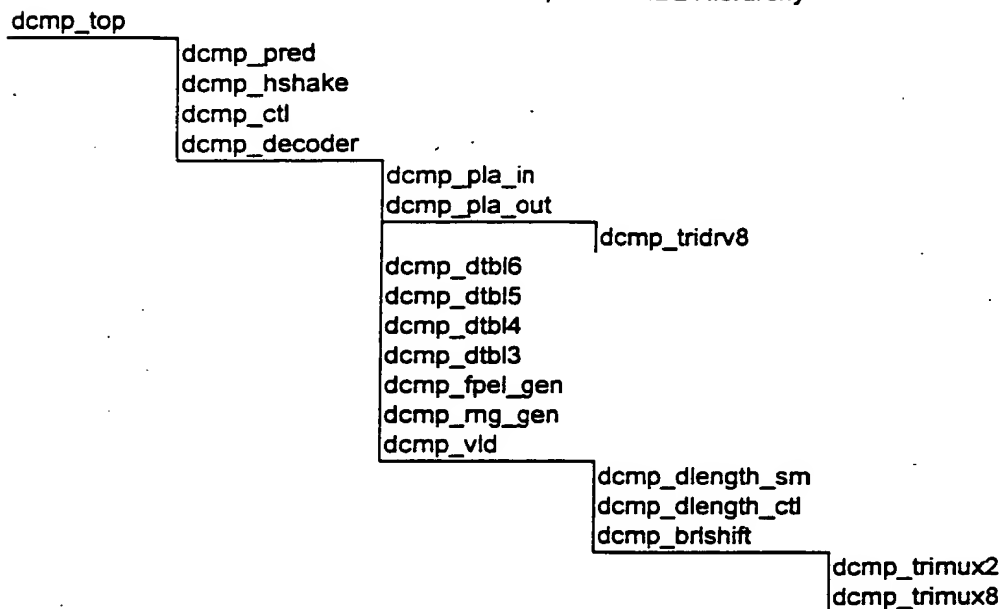 Hierarchy
dcmp_top
dcmp_pred
dcmp_hshake
dcmp_ctl
dcmp_decoder
dcmp_pla_in
dcmp_pla_out
dcmp_tridrv8
dcmp_dtbl6
dcmp_dtbl5
dcmp_dtbl4
dcmp_dtbl3
dcmp_fpel_gen
dcmp_rng_gen
dcmp_vld
dcmp_dlength_sm
dcmp_dlength_ctl
dcmp_brlshift
dcmp_trimux2
dcmp_trimux8